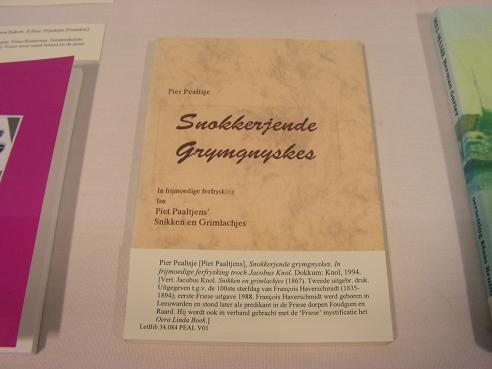 Pier Pealtsje
Snokkerjende
Grymgnyskes
In frijmoedige ferfrysking
fan
Piet Paaltjens'
Snikken en Grimlachjes
Pier Pealtsje [Piet Paaltjens], Snokkerjende grymgnyskes. In
frijmoedige ferfrysking troch Jacobus Knol. Dokkum: Knol, 1994.
[Vert. Jacobus Knol. Snikken en grimlachjes (1867). Tweede uitgebr. druk.
Uitgegeven t.g.v. de 100ste sterfdag van François Haverschmidt (1835-
1894); eerste Friese uitgave 1988. François Haverschmidt werd geboren in
Leeuwarden en stond later als predikant in de Friese dorpen Foudgum en
Raard. Hij wordt ook in verband gebracht met de 'Friese' mystificatie het
Oera Linda Boek.]
LetBib 34.084 PEAL V01
Herman Gorter